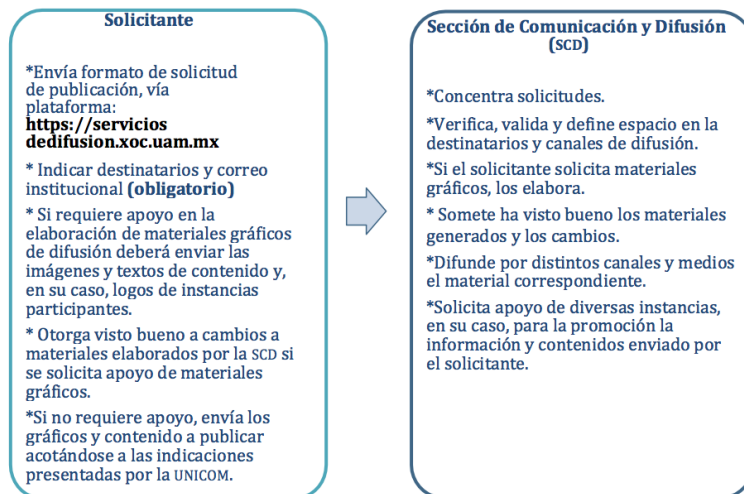 Solicitante
*Envía formato de solicitud
de publicación, vía
plataforma:
https://servicios
dedifusion.xoc.uam.mx
* Indicar destinatarios y correo
institucional (obligatorio)
* Si requiere apoyo en la
elaboración de materiales gráficos
de difusión deberá enviar las
imágenes y textos de contenido y,
en su caso, logos de instancias
participantes.
* Otorga visto bueno a cambios a
materiales elaborados por la SCD si
se solicita apoyo de materiales
gráficos.
*Si no requiere apoyo, envía los
gráficos y contenido a publicar
acotándose a las indicaciones
presentadas por la UNICOM.
Sección de Comunicación y Difusión
(SCD)
*Concentra solicitudes.
*Verifica, valida y define espacio en la
destinatarios y canales de difusión.
*Si el solicitante solicita materiales
gráficos, los elabora.
* Somete ha visto bueno los materiales
generados y los cambios.
*Difunde por distintos canales y medios
el material correspondiente.
*Solicita apoyo de diversas instancias,
en su caso, para la promoción la
información y contenidos enviado por
el solicitante.